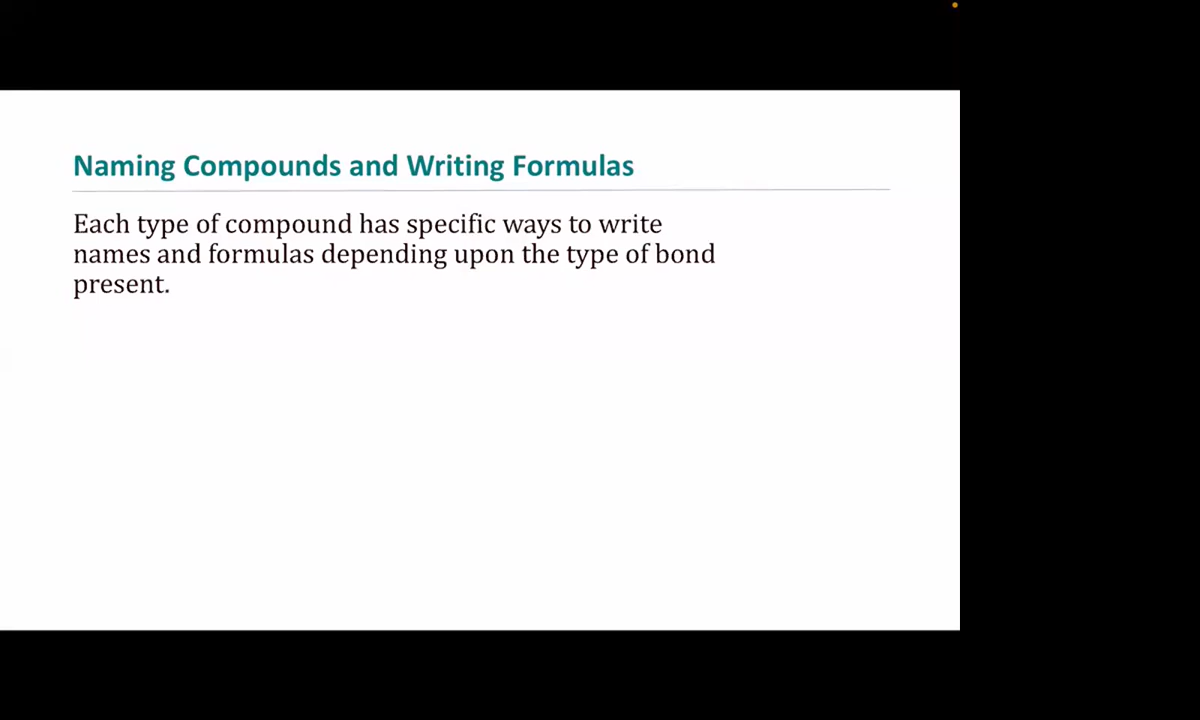 Naming Compounds and Writing Formulas
Each type of compound has specific ways to write
names and formulas depending upon the type of bond
present.